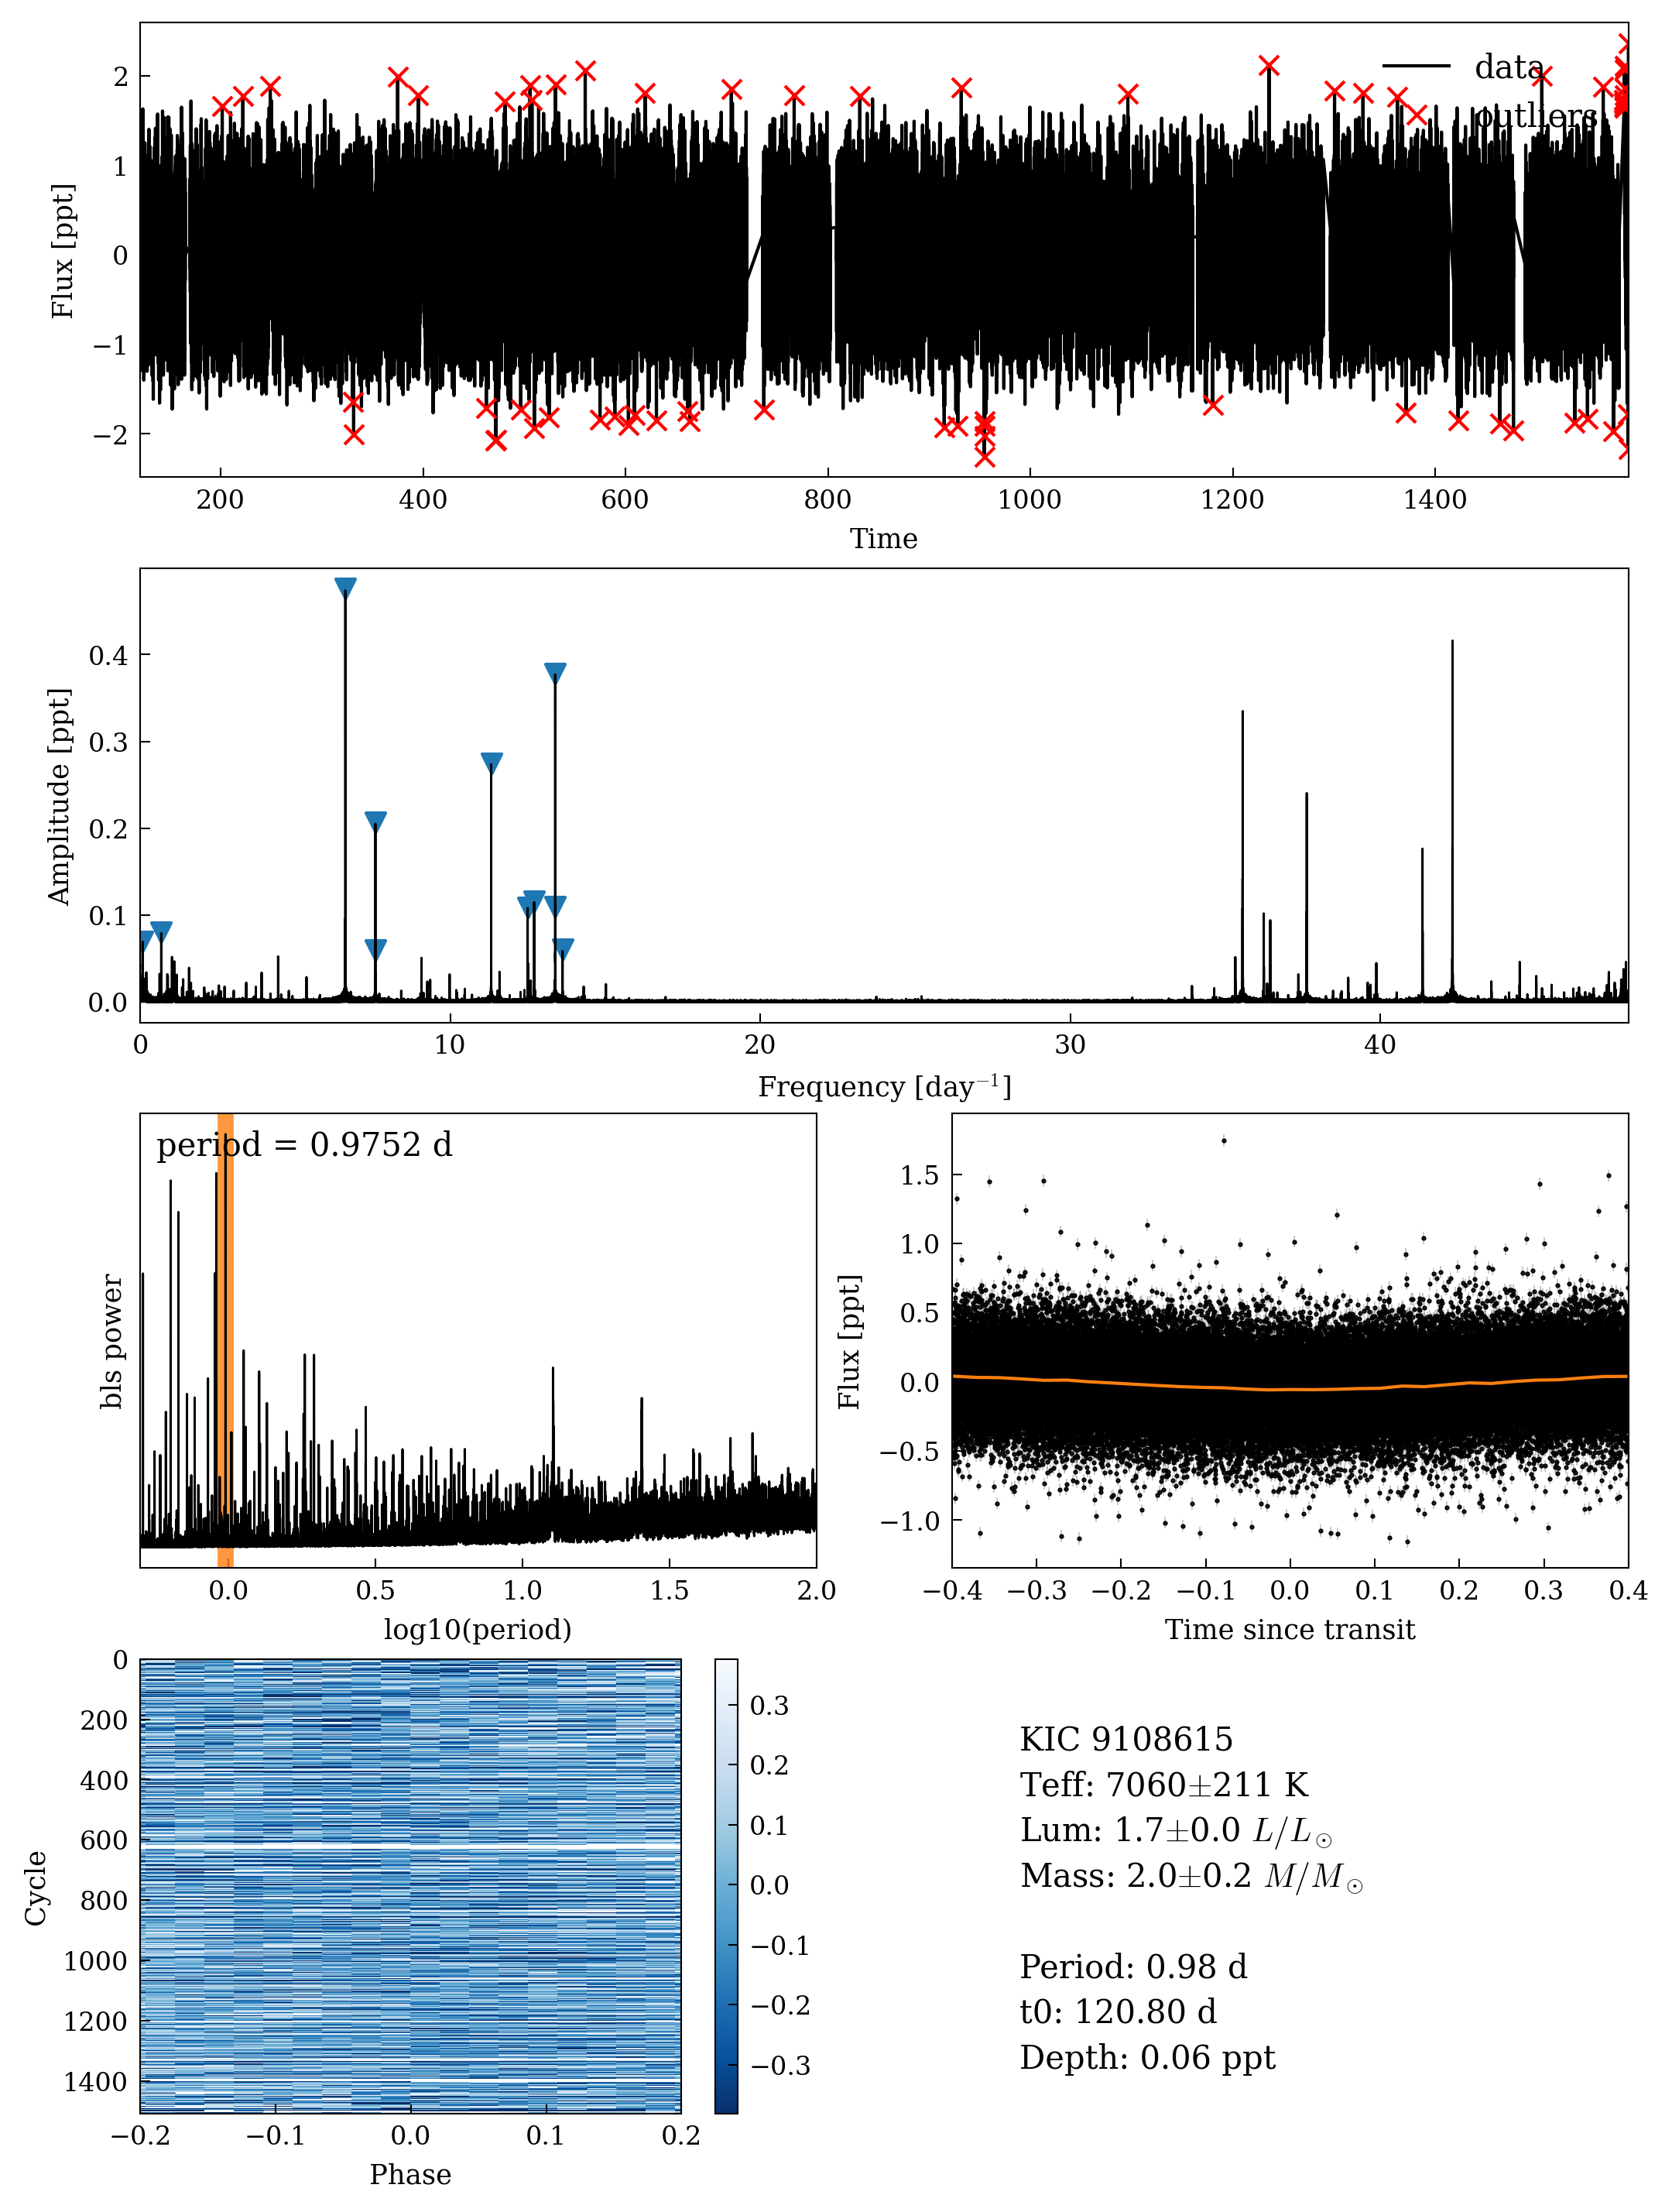 data
outliers
2
1
0
−1
−2
Flux [ppt]
200 400 600 800 1000 1200 1400
Time
0.4
0.3
0.2
0.1
0.0
Amplitude [ppt]
0 10 20 30 40
Frequency [day⁻¹]
period = 0.9752 d
bls power
0.0 0.5 1.0 1.5 2.0
log10(period)
1.5
1.0
0.5
0.0
−0.5
−1.0
Flux [ppt]
−0.4 −0.3 −0.2 −0.1 0.0 0.1 0.2 0.3 0.4
Time since transit
0
200
400
600
800
1000
1200
1400
Cycle
−0.2 −0.1 0.0 0.1 0.2
Phase
0.3
0.2
0.1
0.0
−0.1
−0.2
−0.3
KIC 9108615
Teff: 7060±211 K
Lum: 1.7±0.0 L/L☉
Mass: 2.0±0.2 M/M☉
Period: 0.98 d
t0: 120.80 d
Depth: 0.06 ppt